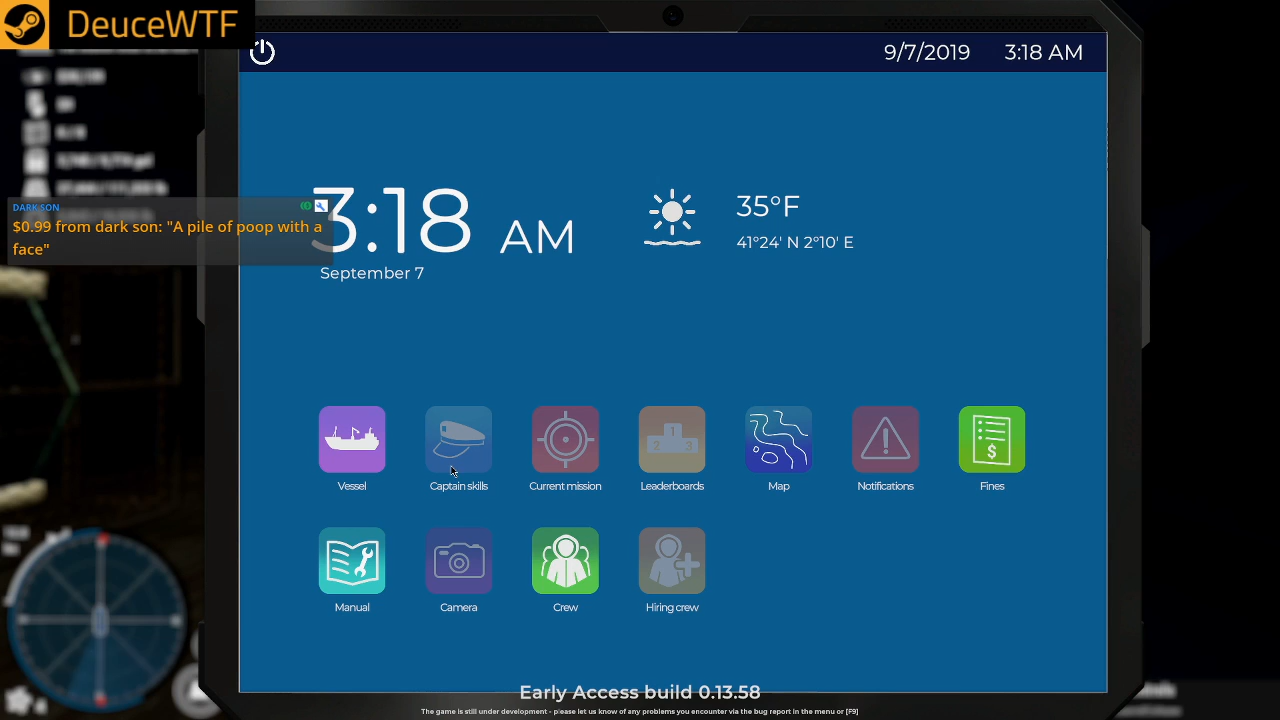 DeuceWTF
9/7/2019 3:18 AM
3:18 AM
September 7
35°F
41°24' N 2°10' E
DARK SON
$0.99 from dark son: "A pile of poop with a
face"
Vessel
Captain skills
Current mission
1
2 3
Leaderboards
Map
Notifications
$
Fines
Manual
Camera
Crew
Hiring crew
Early Access build 0.13.58
The game is still under development - please let us know of any problems you encounter via the bug report in the menu or [F9]